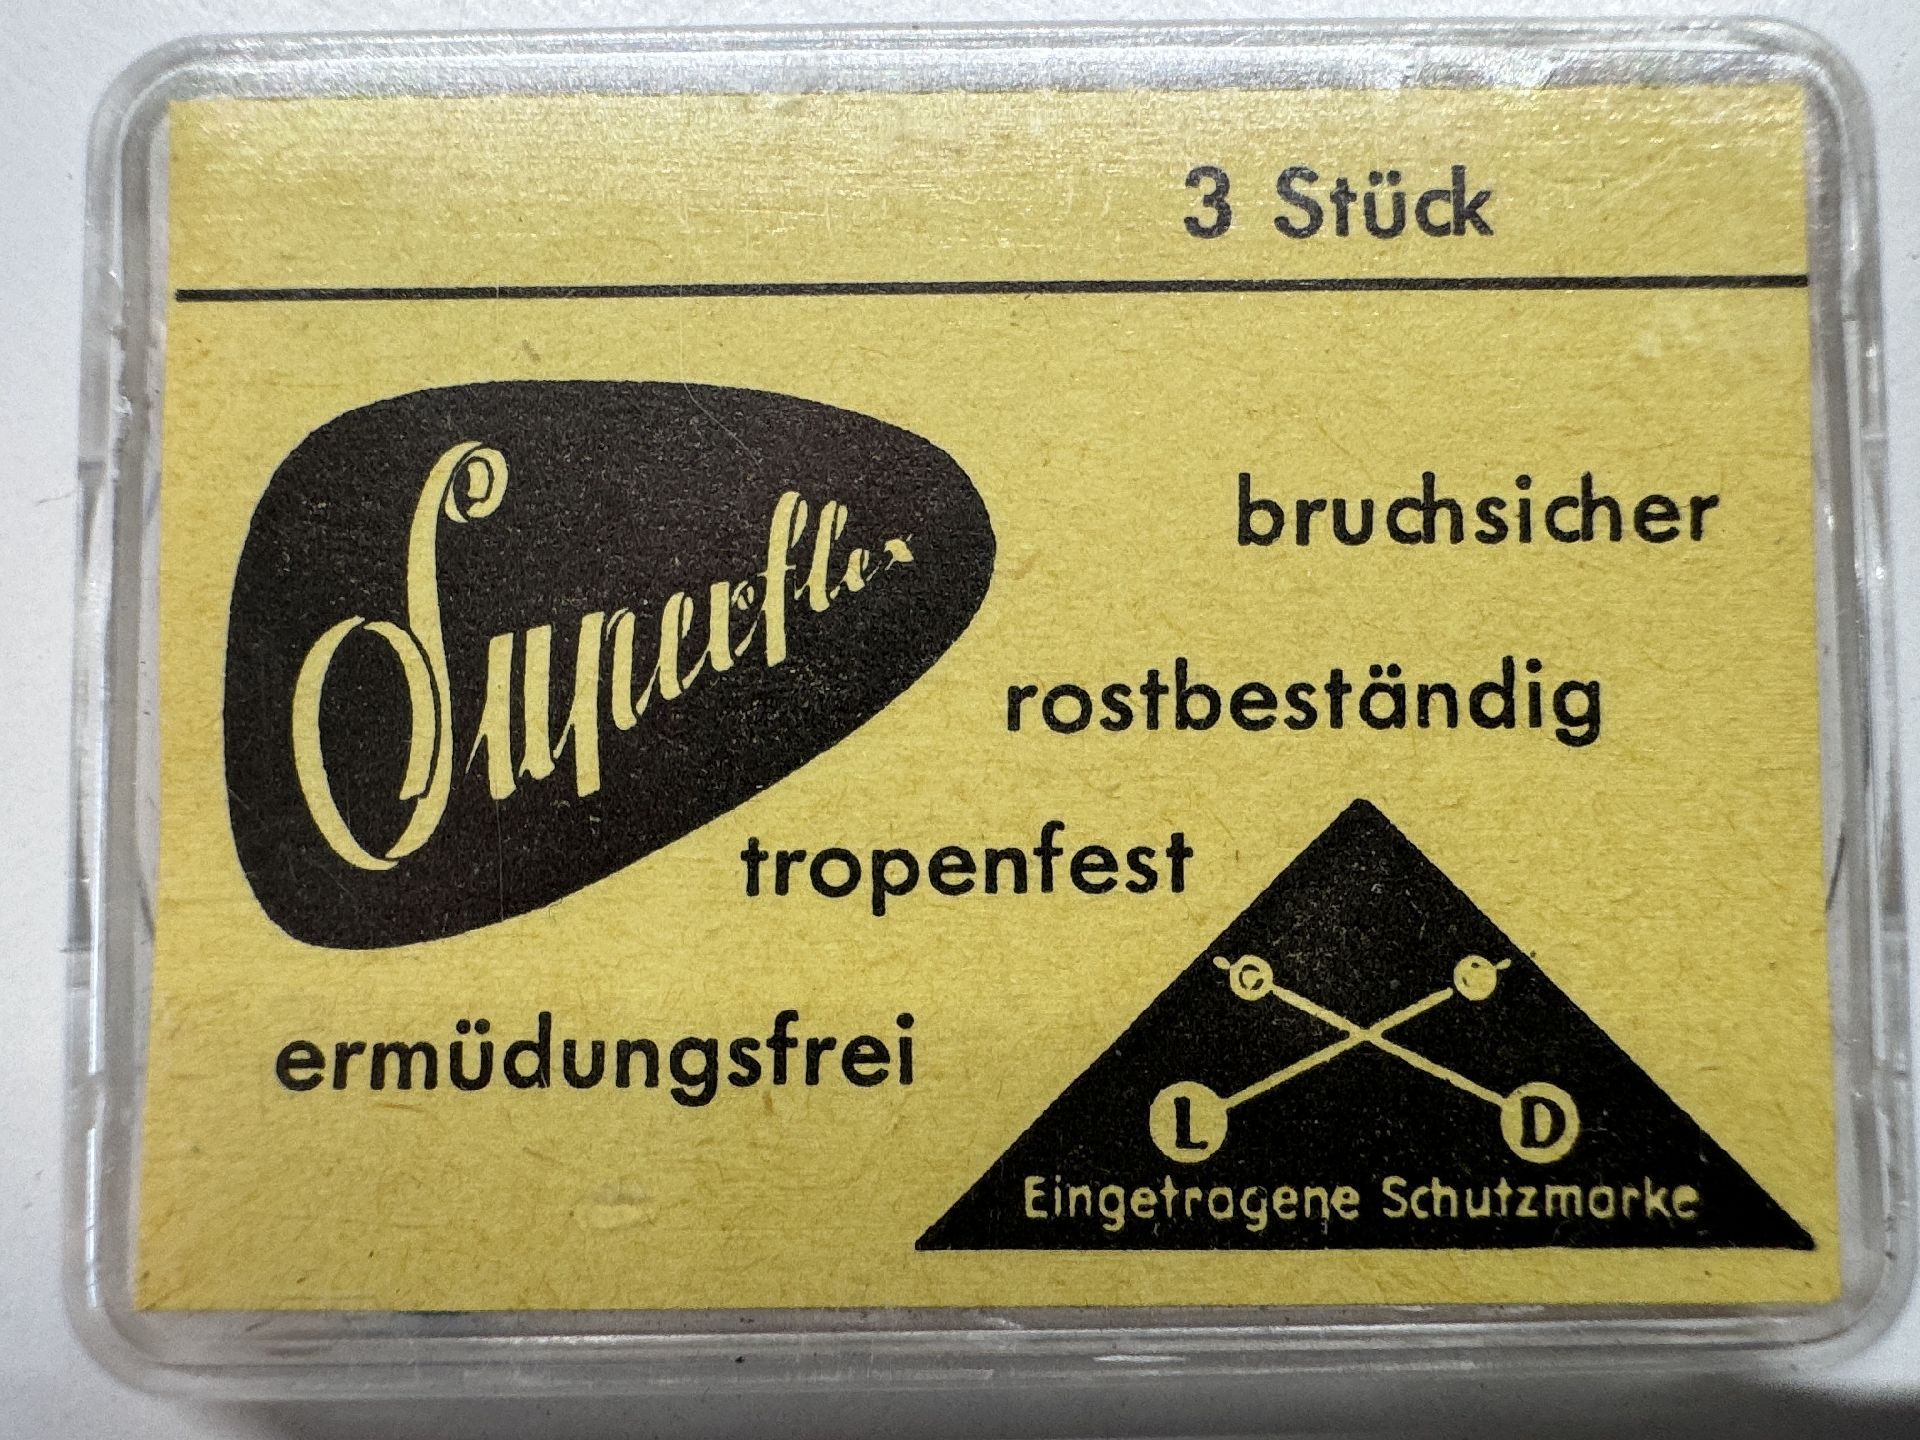 3 Stück
Superflex
bruchsicher
rostbeständig
tropenfest
ermüdungsfrei
L D
Eingetragene Schutzmarke